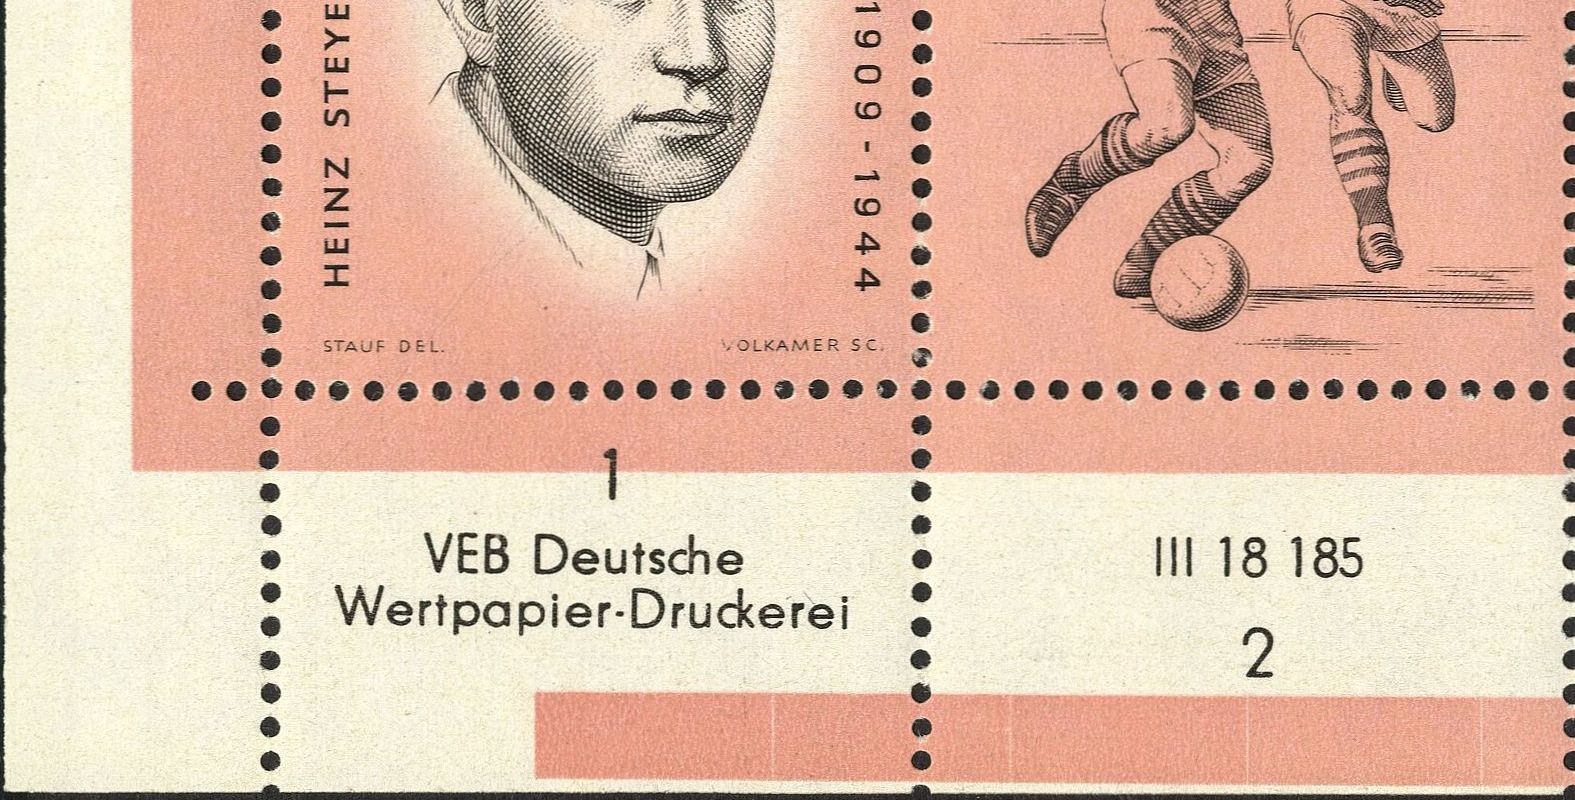 HEINZ STEYE
1909-1944
STAUF DEL.
VOLKAMER SC.
1
VEB Deutsche
Wertpapier-Druckerei
III 18 185
2